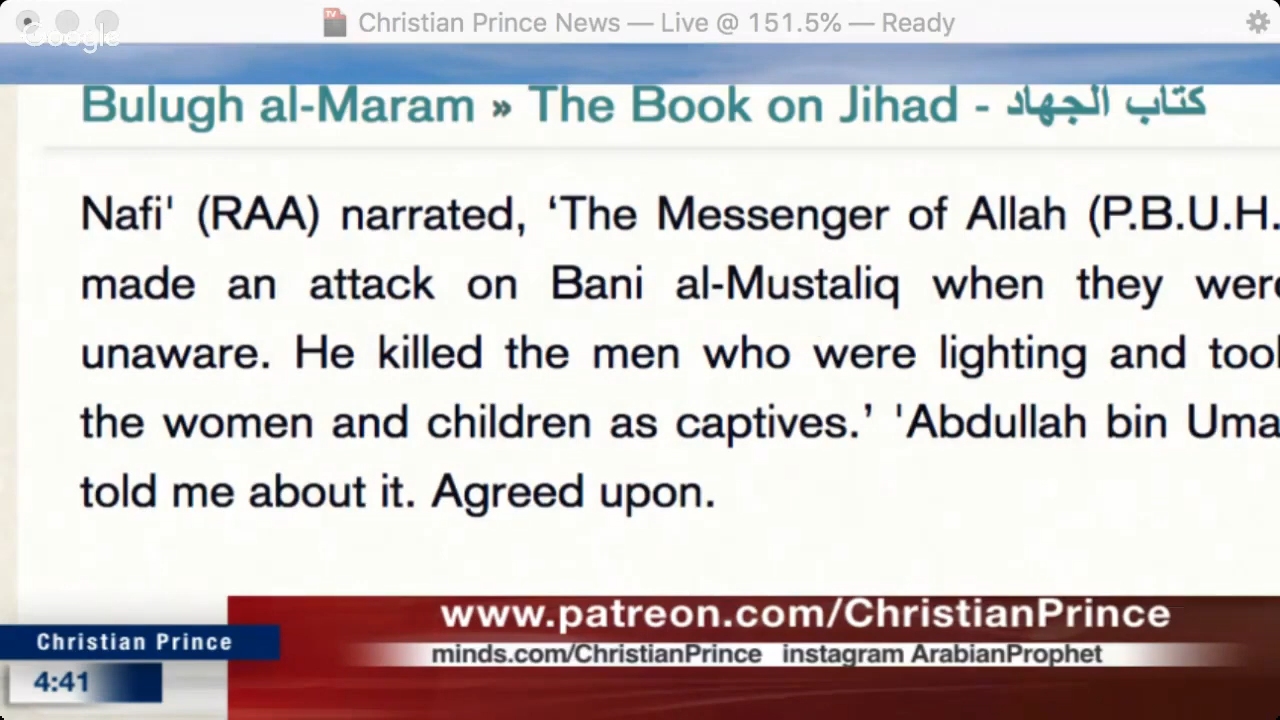 Christian Prince News — Live @ 151.5% — Ready
Google
Bulugh al-Maram » The Book on Jihad - كتاب الجهاد
Nafi' (RAA) narrated, ‘The Messenger of Allah (P.B.U.H.
made an attack on Bani al-Mustaliq when they were
unaware. He killed the men who were lighting and took
the women and children as captives.’ 'Abdullah bin Uma
told me about it. Agreed upon.
www.patreon.com/ChristianPrince
Christian Prince
minds.com/ChristianPrince instagram ArabianProphet
4:41